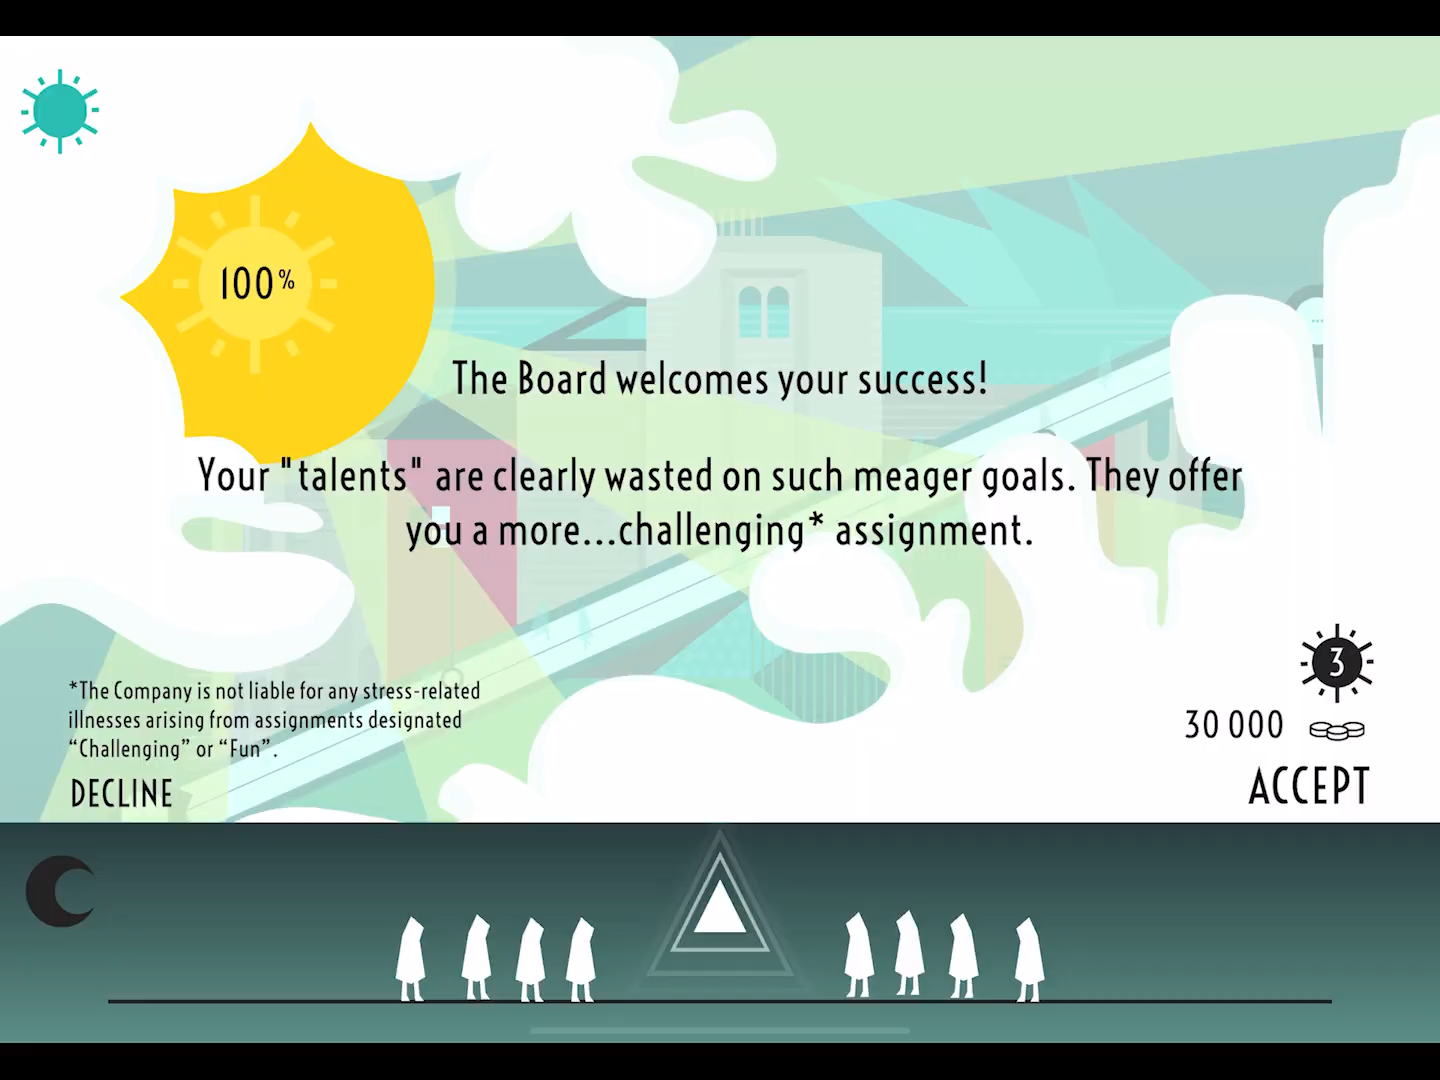 100%
The Board welcomes your success!
Your "talents" are clearly wasted on such meager goals. They offer
you a more...challenging* assignment.
*The Company is not liable for any stress-related
illnesses arising from assignments designated
“Challenging” or “Fun”.
DECLINE
3
30 000
ACCEPT